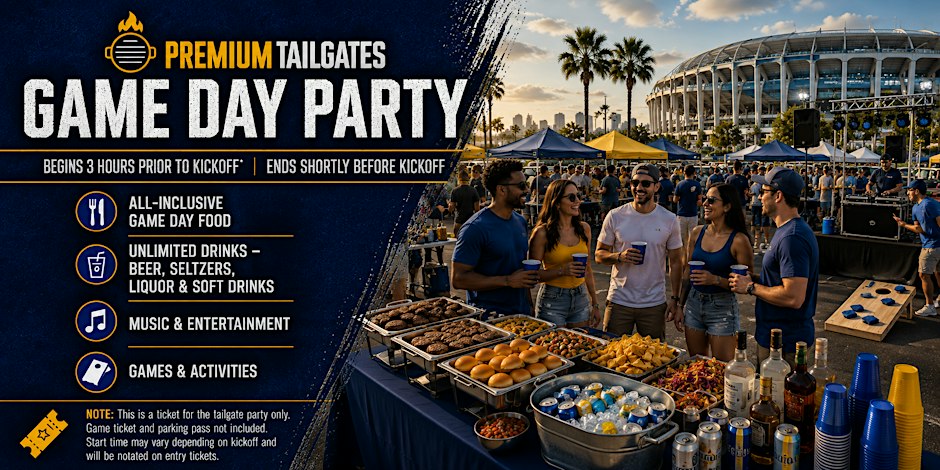 PREMIUM TAILGATES
GAME DAY PARTY
BEGINS 3 HOURS PRIOR TO KICKOFF* | ENDS SHORTLY BEFORE KICKOFF
ALL-INCLUSIVE
GAME DAY FOOD
UNLIMITED DRINKS –
BEER, SELTZERS,
LIQUOR & SOFT DRINKS
MUSIC & ENTERTAINMENT
GAMES & ACTIVITIES
NOTE: This is a ticket for the tailgate party only.
Game ticket and parking pass not included.
Start time may vary depending on kickoff and
will be notated on entry tickets.